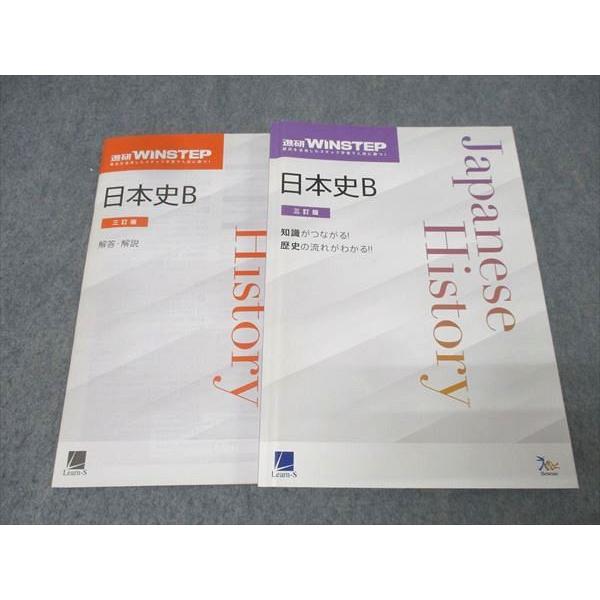 進研WINSTEP
日本史B
三訂版
解答・解説
History
Learn-S
進研WINSTEP
日本史B
三訂版
知識がつながる!
歴史の流れがわかる!!
Japanese
History
Learn-S
Benesse